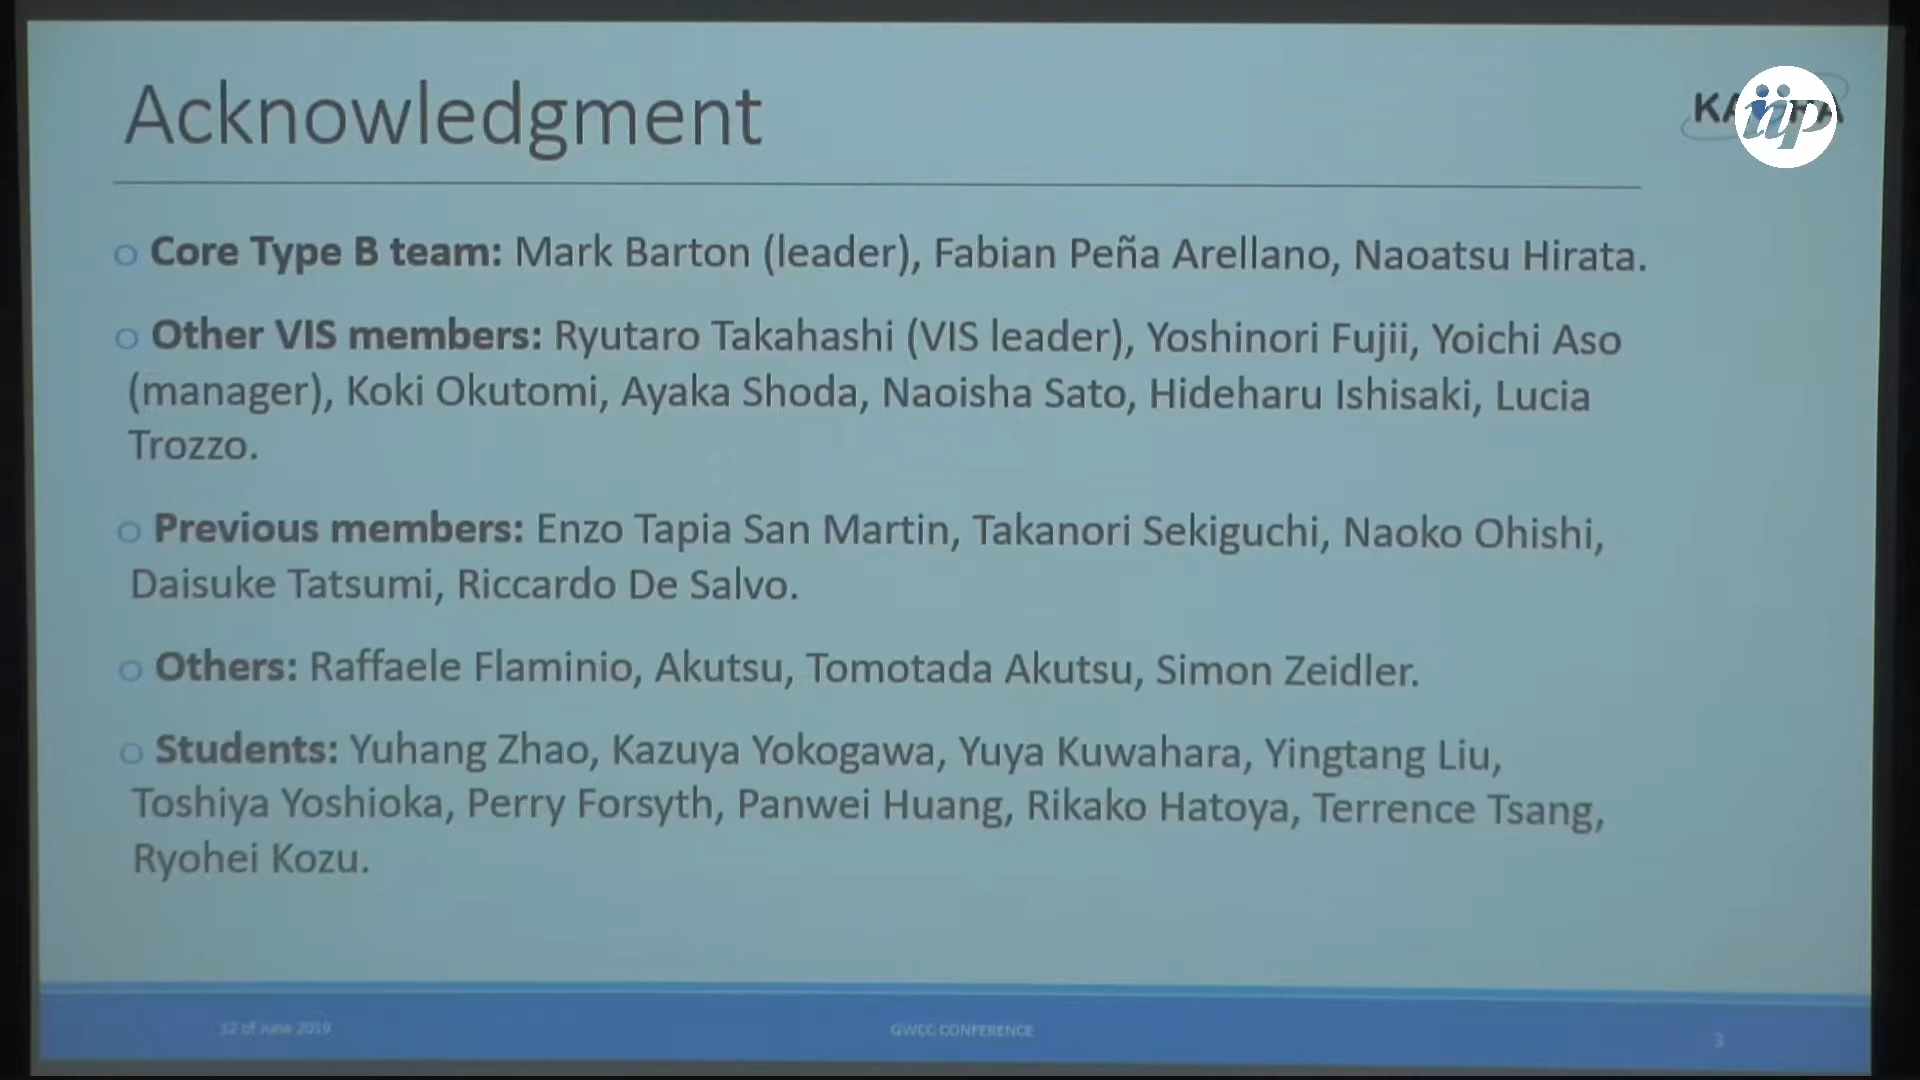 Acknowledgment
KA
iip
RA
o Core Type B team: Mark Barton (leader), Fabian Peña Arellano, Naoatsu Hirata.
o Other VIS members: Ryutaro Takahashi (VIS leader), Yoshinori Fujii, Yoichi Aso
(manager), Koki Okutomi, Ayaka Shoda, Naoisha Sato, Hideharu Ishisaki, Lucia
Trozzo.
o Previous members: Enzo Tapia San Martin, Takanori Sekiguchi, Naoko Ohishi,
Daisuke Tatsumi, Riccardo De Salvo.
o Others: Raffaele Flaminio, Akutsu, Tomotada Akutsu, Simon Zeidler.
o Students: Yuhang Zhao, Kazuya Yokogawa, Yuya Kuwahara, Yingtang Liu,
Toshiya Yoshioka, Perry Forsyth, Panwei Huang, Rikako Hatoya, Terrence Tsang,
Ryohei Kozu.
of June 2019
GWCC CONFERENCE
3